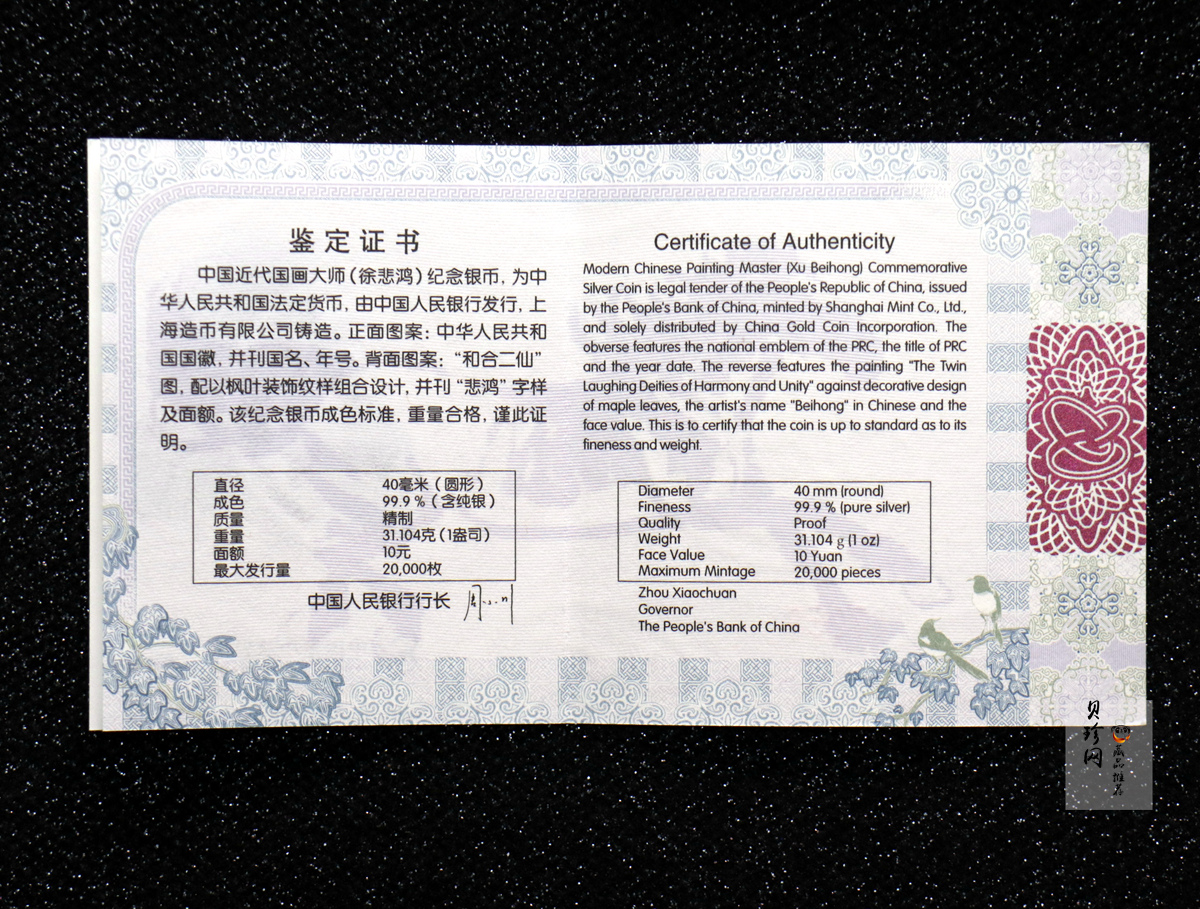 鉴定证书
中国近代国画大师（徐悲鸿）纪念银币，为中
华人民共和国法定货币，由中国人民银行发行，上
海造币有限公司铸造。正面图案：中华人民共和
国国徽，并刊国名、年号。背面图案：“和合二仙”
图，配以枫叶装饰纹样组合设计，并刊“悲鸿”字样
及面额。该纪念银币成色标准，重量合格，谨此证
明。
直径 40毫米（圆形）
成色 99.9%（含纯银）
质量 精制
重量 31.104克（1盎司）
面额 10元
最大发行量 20,000枚
中国人民银行行长
Certificate of Authenticity
Modern Chinese Painting Master (Xu Beihong) Commemorative
Silver Coin is legal tender of the People's Republic of China, issued
by the People's Bank of China, minted by Shanghai Mint Co., Ltd.,
and solely distributed by China Gold Coin Incorporation. The
obverse features the national emblem of the PRC, the title of PRC
and the year date. The reverse features the painting "The Twin
Laughing Deities of Harmony and Unity" against decorative design
of maple leaves, the artist's name "Beihong" in Chinese and the
face value. This is to certify that the coin is up to standard as to its
fineness and weight.
Diameter 40 mm (round)
Fineness 99.9 % (pure silver)
Quality Proof
Weight 31.104 g (1 oz)
Face Value 10 Yuan
Maximum Mintage 20,000 pieces
Zhou Xiaochuan
Governor
The People's Bank of China
贝珍网
藏品推荐